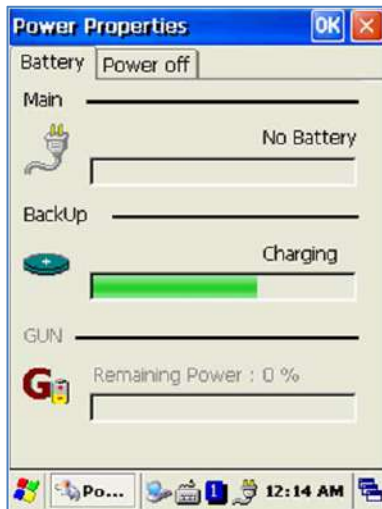 Power Properties OK
Battery Power off
Main
No Battery
BackUp
Charging
GUN
G
Remaining Power : 0 %
Po... 1 12:14 AM